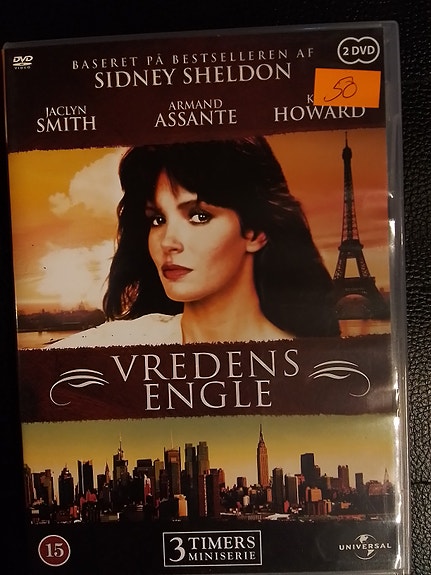 DVD
VIDEO
BASERET PÅ BESTSELLEREN AF
2 DVD
SIDNEY SHELDON
50
JACLYN
SMITH
ARMAND
ASSANTE
K
HOWARD
VREDENS
ENGLE
15
3 TIMERS
MINISERIE
UNIVERSAL